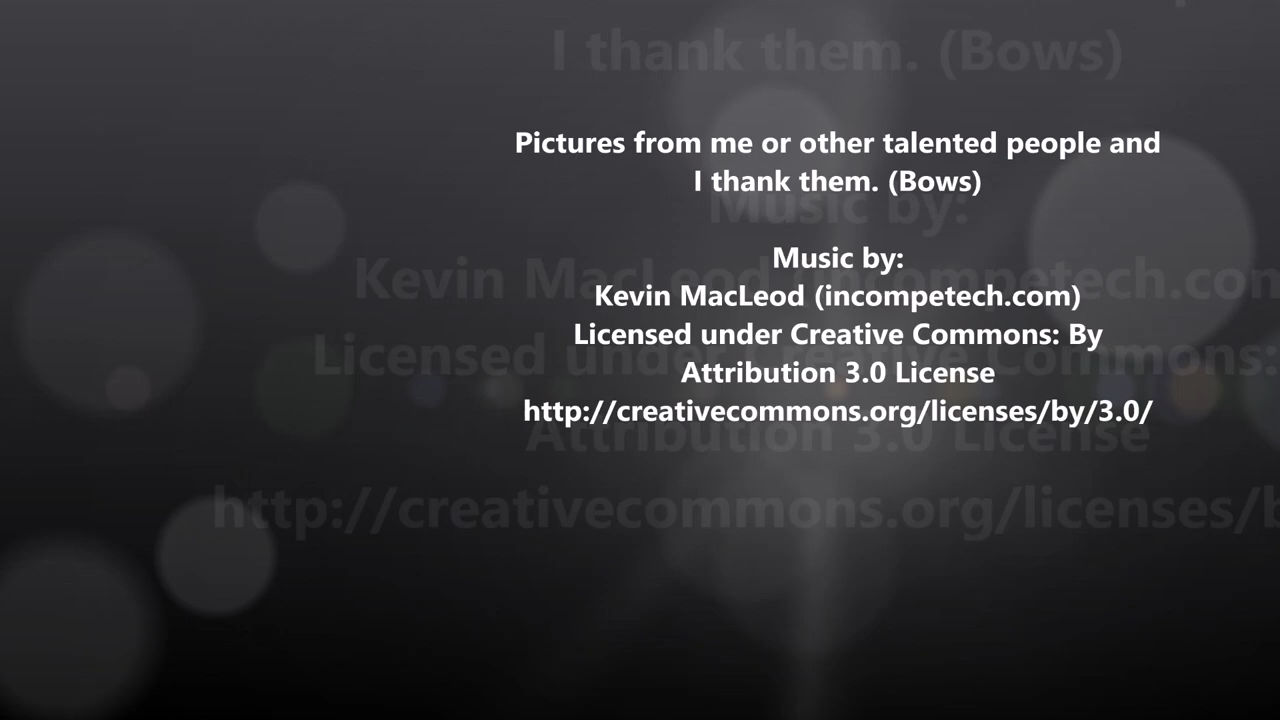 Pictures from me or other talented people and
I thank them. (Bows)
Music by:
Kevin MacLeod (incompetech.com)
Licensed under Creative Commons: By
Attribution 3.0 License
http://creativecommons.org/licenses/by/3.0/